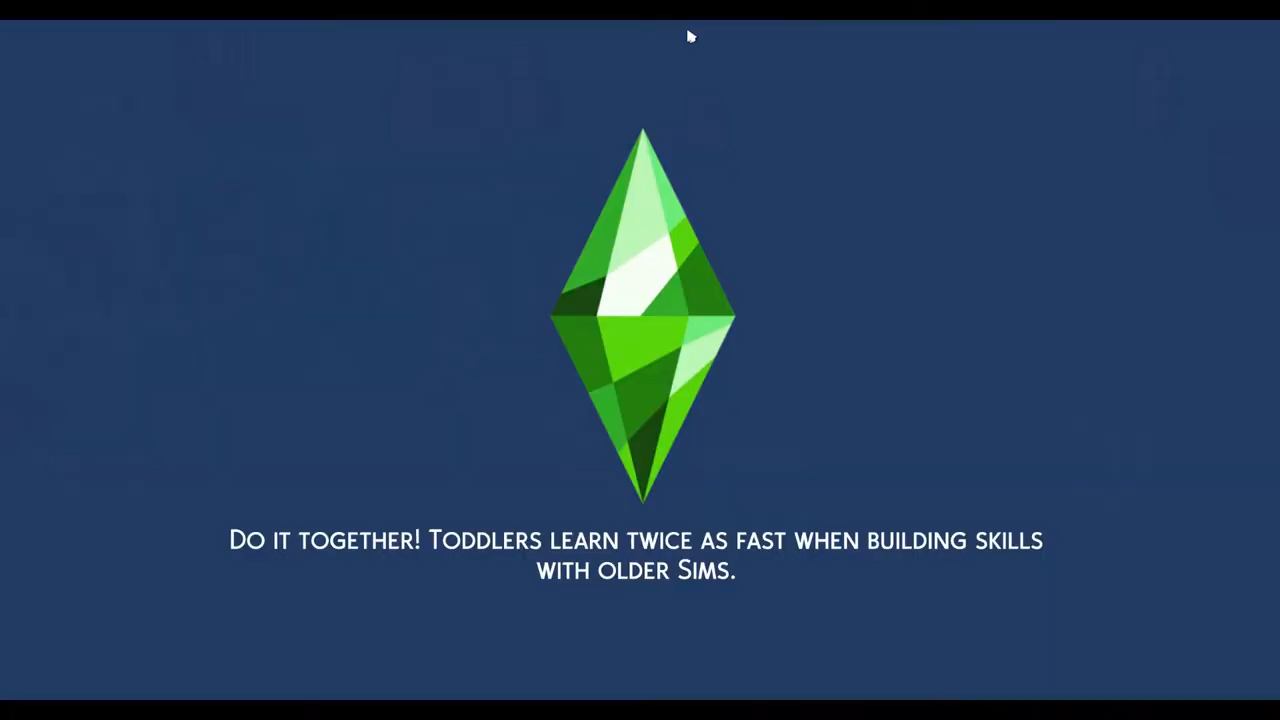 Do it together! Toddlers learn twice as fast when building skills
with older Sims.